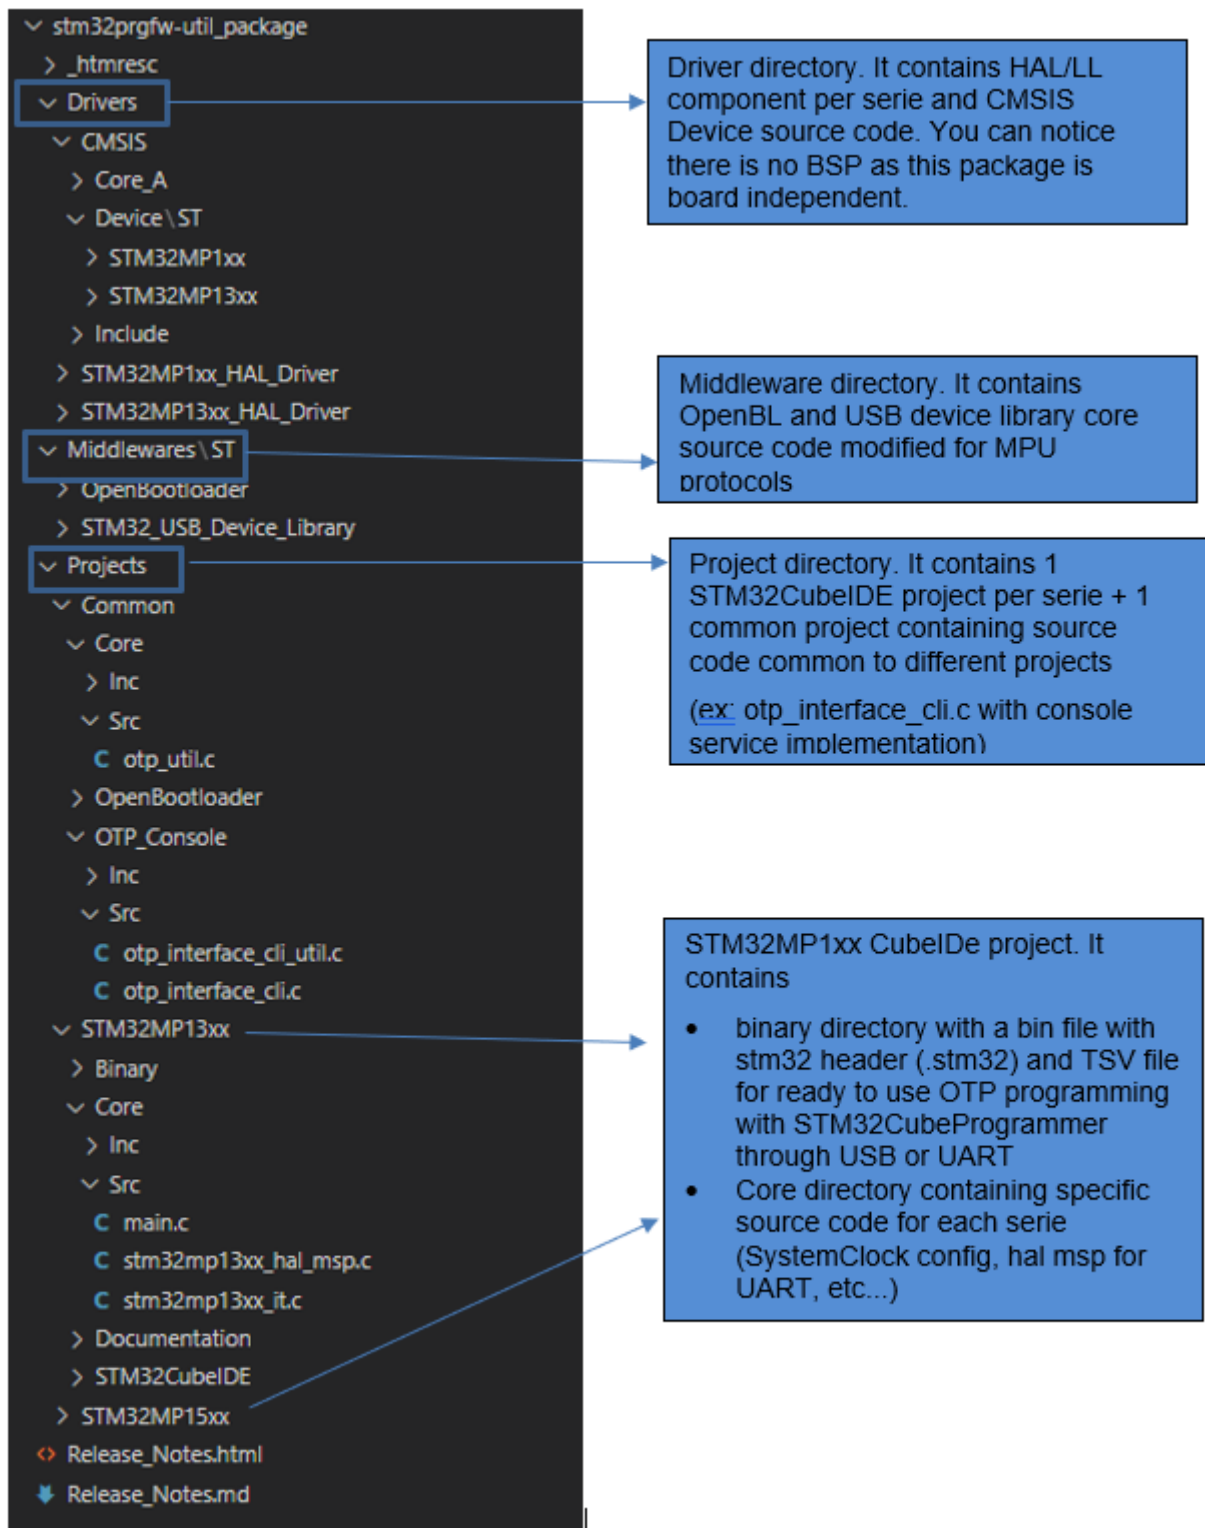 stm32prgfw-util_package
_htmresc
Drivers
CMSIS
Core_A
Device\ST
STM32MP1xx
STM32MP13xx
Include
STM32MP1xx_HAL_Driver
STM32MP13xx_HAL_Driver
Middlewares\ST
OpenBootloader
STM32_USB_Device_Library
Projects
Common
Core
Inc
Src
C otp_util.c
OpenBootloader
OTP_Console
Inc
Src
C otp_interface_cli_util.c
C otp_interface_cli.c
STM32MP13xx
Binary
Core
Inc
Src
C main.c
C stm32mp13xx_hal_msp.c
C stm32mp13xx_it.c
Documentation
STM32CubeIDE
STM32MP15xx
Release_Notes.html
Release_Notes.md
Driver directory. It contains HAL/LL
component per serie and CMSIS
Device source code. You can notice
there is no BSP as this package is
board independent.
Middleware directory. It contains
OpenBL and USB device library core
source code modified for MPU
protocols
Project directory. It contains 1
STM32CubeIDE project per serie + 1
common project containing source
code common to different projects
(ex: otp_interface_cli.c with console
service implementation)
STM32MP1xx CubeIDe project. It
contains
• binary directory with a bin file with
stm32 header (.stm32) and TSV file
for ready to use OTP programming
with STM32CubeProgrammer
through USB or UART
• Core directory containing specific
source code for each serie
(SystemClock config, hal msp for
UART, etc...)